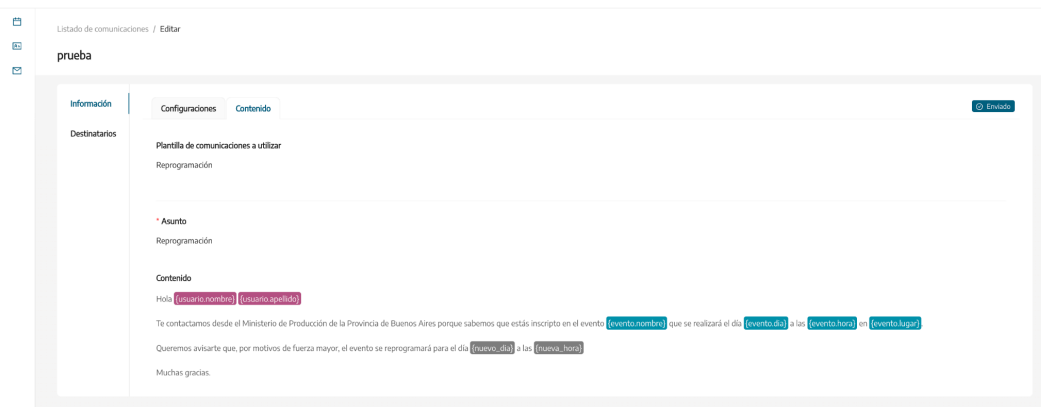 Listado de comunicaciones / Editar
prueba
Información
Destinatarios
Configuraciones Contenido
Enviado
Plantilla de comunicaciones a utilizar
Reprogramación
* Asunto
Reprogramación
Contenido
Hola {usuario.nombre} {usuario.apellido}
Te contactamos desde el Ministerio de Producción de la Provincia de Buenos Aires porque sabemos que estás inscripto en el evento {evento.nombre} que se realizará el día {evento.dia} a las {evento.hora} en {evento.lugar}
Queremos avisarte que, por motivos de fuerza mayor, el evento se reprogramará para el día {nuevo_dia} a las {nueva_hora}
Muchas gracias.